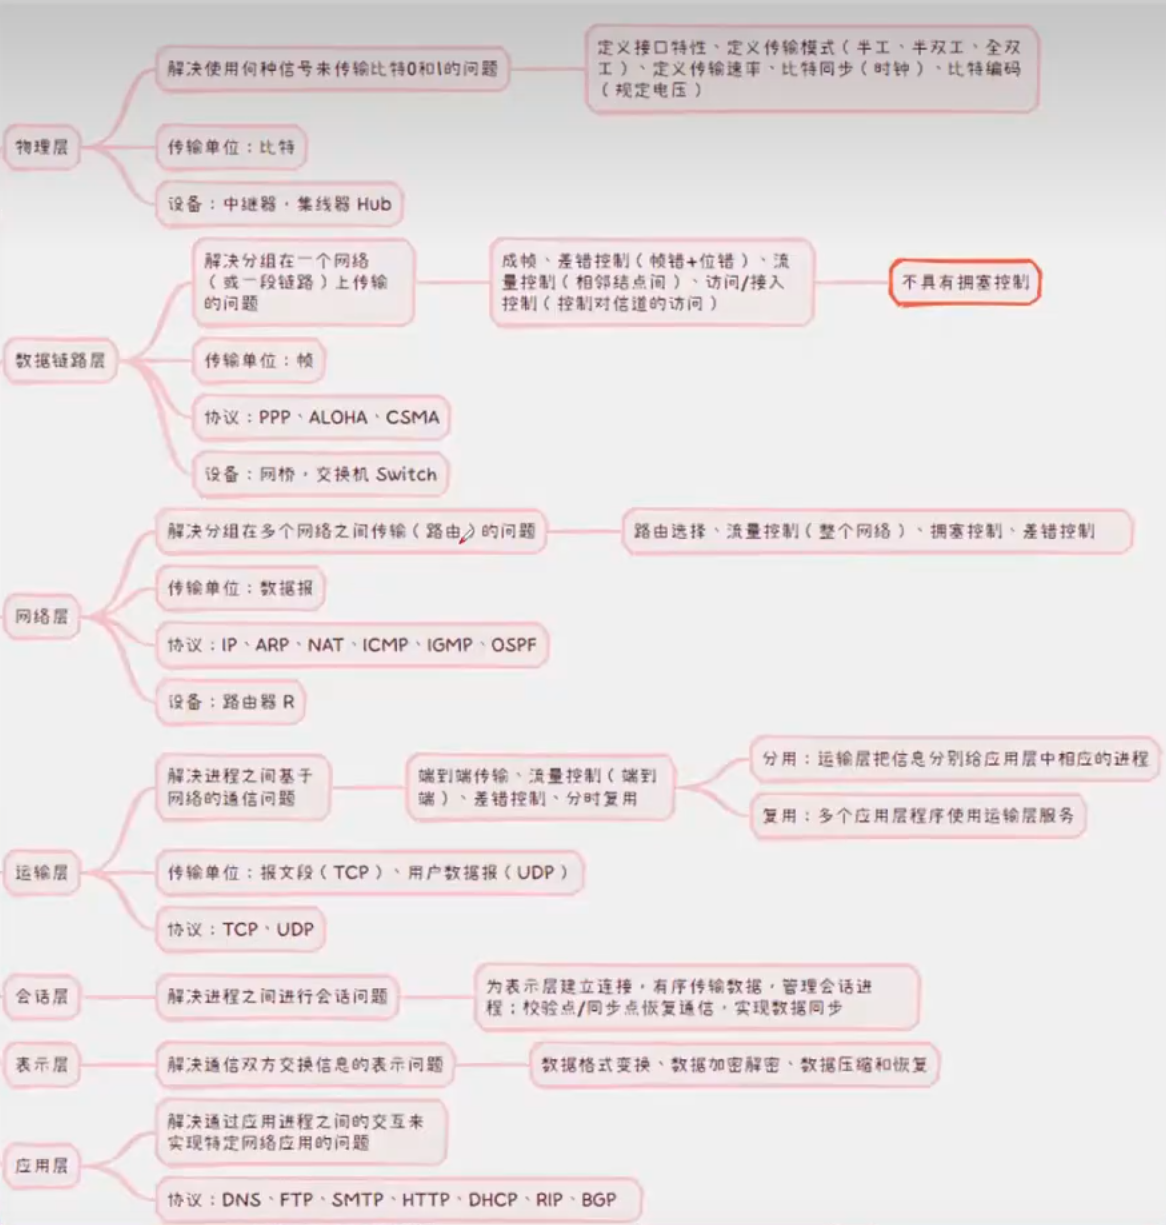 物理层
解决使用何种信号来传输比特0和1的问题
定义接口特性、定义传输模式（半工、半双工、全双
工）、定义传输速率、比特同步（时钟）、比特编码
（规定电压）
传输单位：比特
设备：中继器，集线器 Hub
数据链路层
解决分组在一个网络
（或一段链路）上传输
的问题
成帧、差错控制（帧错+位错）、流
量控制（相邻结点间）、访问/接入
控制（控制对信道的访问）
不具有拥塞控制
传输单位：帧
协议：PPP、ALOHA、CSMA
设备：网桥，交换机 Switch
网络层
解决分组在多个网络之间传输（路由）的问题
路由选择、流量控制（整个网络）、拥塞控制、差错控制
传输单位：数据报
协议：IP、ARP、NAT、ICMP、IGMP、OSPF
设备：路由器 R
运输层
解决进程之间基于
网络的通信问题
端到端传输、流量控制（端到
端）、差错控制、分时复用
分用：运输层把信息分别给应用层中相应的进程
复用：多个应用层程序使用运输层服务
传输单位：报文段（TCP）、用户数据报（UDP）
协议：TCP、UDP
会话层
解决进程之间进行会话问题
为表示层建立连接，有序传输数据，管理会话进
程；校验点/同步点恢复通信，实现数据同步
表示层
解决通信双方交换信息的表示问题
数据格式变换、数据加密解密、数据压缩和恢复
应用层
解决通过应用进程之间的交互来
实现特定网络应用的问题
协议：DNS、FTP、SMTP、HTTP、DHCP、RIP、BGP